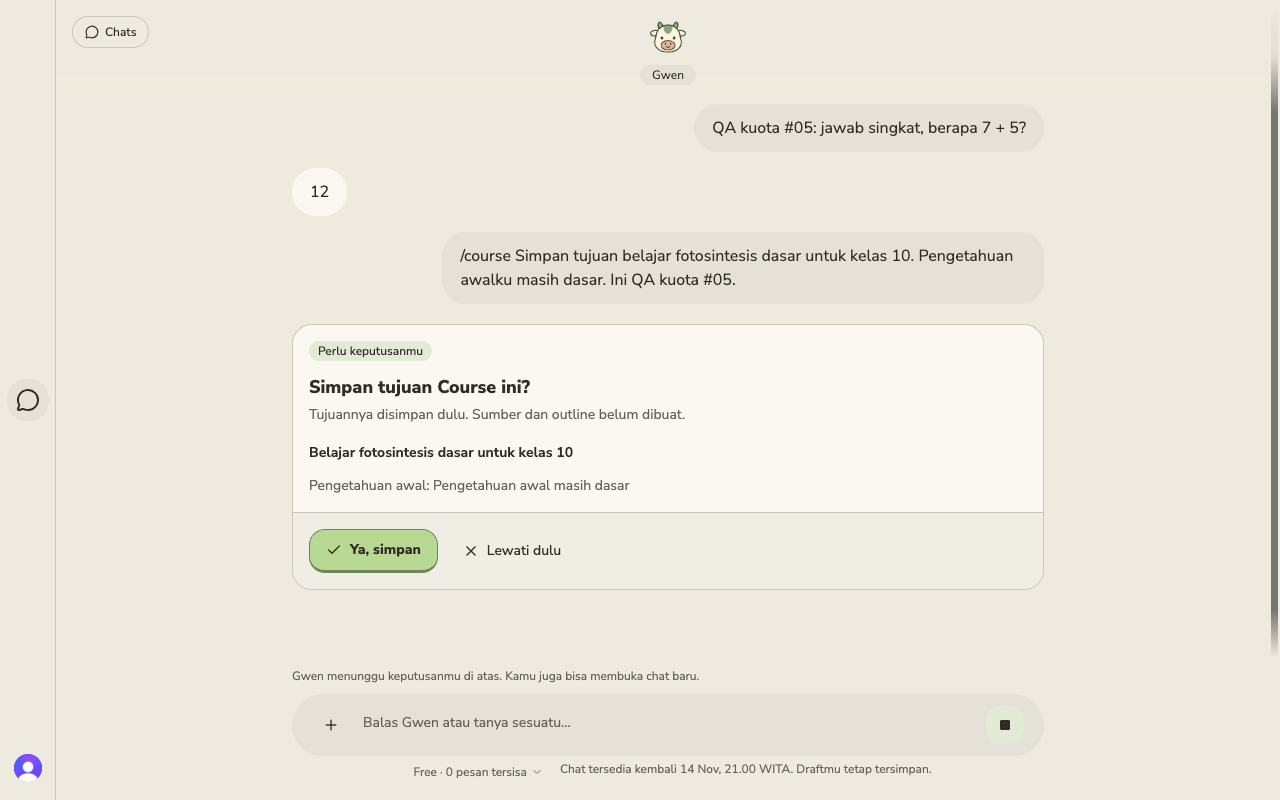 Chats
Gwen
QA kuota #05: jawab singkat, berapa 7 + 5?
12
/course Simpan tujuan belajar fotosintesis dasar untuk kelas 10. Pengetahuan
awalku masih dasar. Ini QA kuota #05.
Perlu keputusanmu
Simpan tujuan Course ini?
Tujuannya disimpan dulu. Sumber dan outline belum dibuat.
Belajar fotosintesis dasar untuk kelas 10
Pengetahuan awal: Pengetahuan awal masih dasar
Ya, simpan
Lewati dulu
Gwen menunggu keputusanmu di atas. Kamu juga bisa membuka chat baru.
Balas Gwen atau tanya sesuatu...
Free · 0 pesan tersisa
Chat tersedia kembali 14 Nov, 21.00 WITA. Draftmu tetap tersimpan.